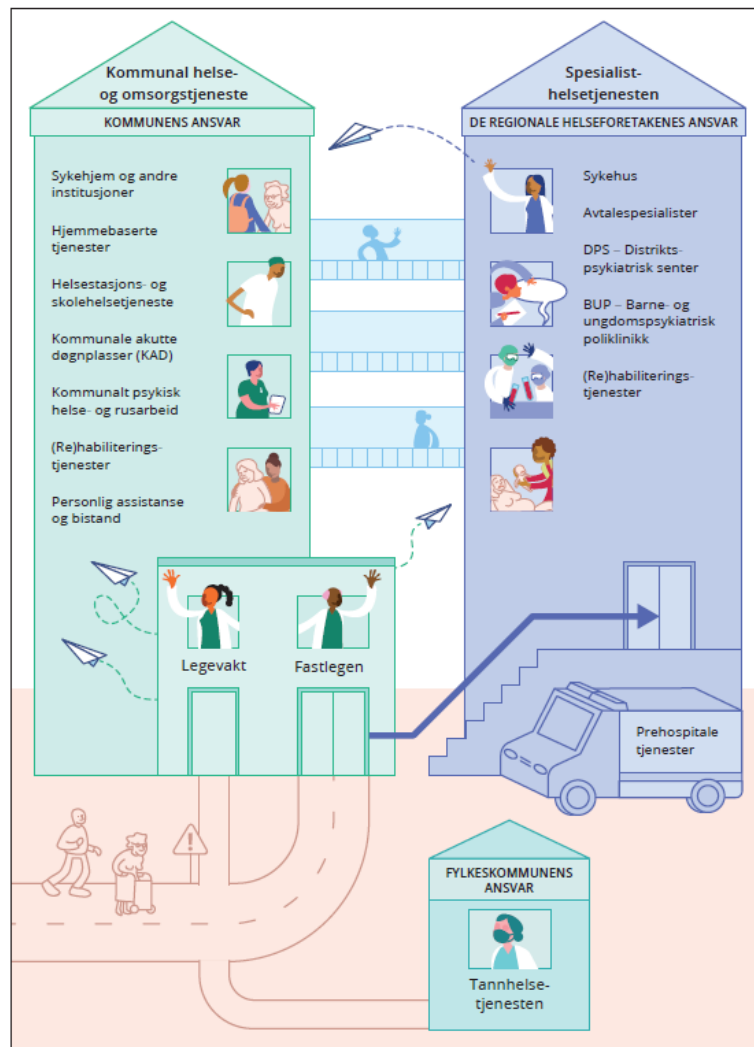 Kommunal helse-
og omsorgstjeneste
KOMMUNENS ANSVAR
Sykehjem og andre
institusjoner
Hjemmebaserte
tjenester
Helsestasjons- og
skolehelsetjeneste
Kommunale akutte
døgnplasser (KAD)
Kommunalt psykisk
helse- og rusarbeid
(Re)habiliterings-
tjenester
Personlig assistanse
og bistand
Legevakt
Fastlegen
Spesialist-
helsetjenesten
DE REGIONALE HELSEFORETAKENES ANSVAR
Sykehus
Avtalespesialister
DPS – Distrikts-
psykiatrisk senter
BUP – Barne- og
ungdomspsykiatrisk
poliklinikk
(Re)habiliterings-
tjenester
Prehospitale
tjenester
FYLKESKOMMUNENS
ANSVAR
Tannhelse-
tjenesten